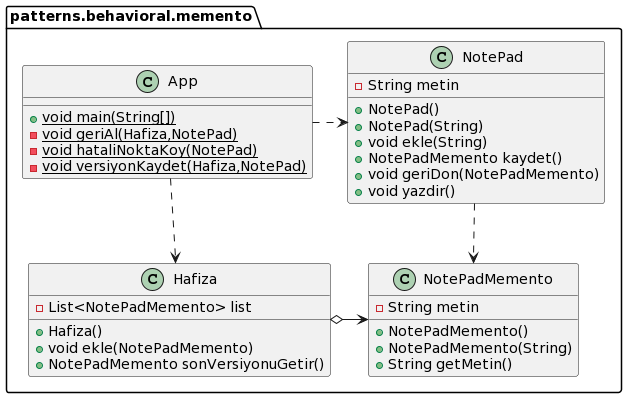 patterns.behavioral.memento
C App
void main(String[])
void geriAl(Hafiza,NotePad)
void hataliNoktaKoy(NotePad)
void versiyonKaydet(Hafiza,NotePad)
C NotePad
String metin
NotePad()
NotePad(String)
void ekle(String)
NotePadMemento kaydet()
void geriDon(NotePadMemento)
void yazdir()
C Hafiza
List<NotePadMemento> list
Hafiza()
void ekle(NotePadMemento)
NotePadMemento sonVersiyonuGetir()
C NotePadMemento
String metin
NotePadMemento()
NotePadMemento(String)
String getMetin()